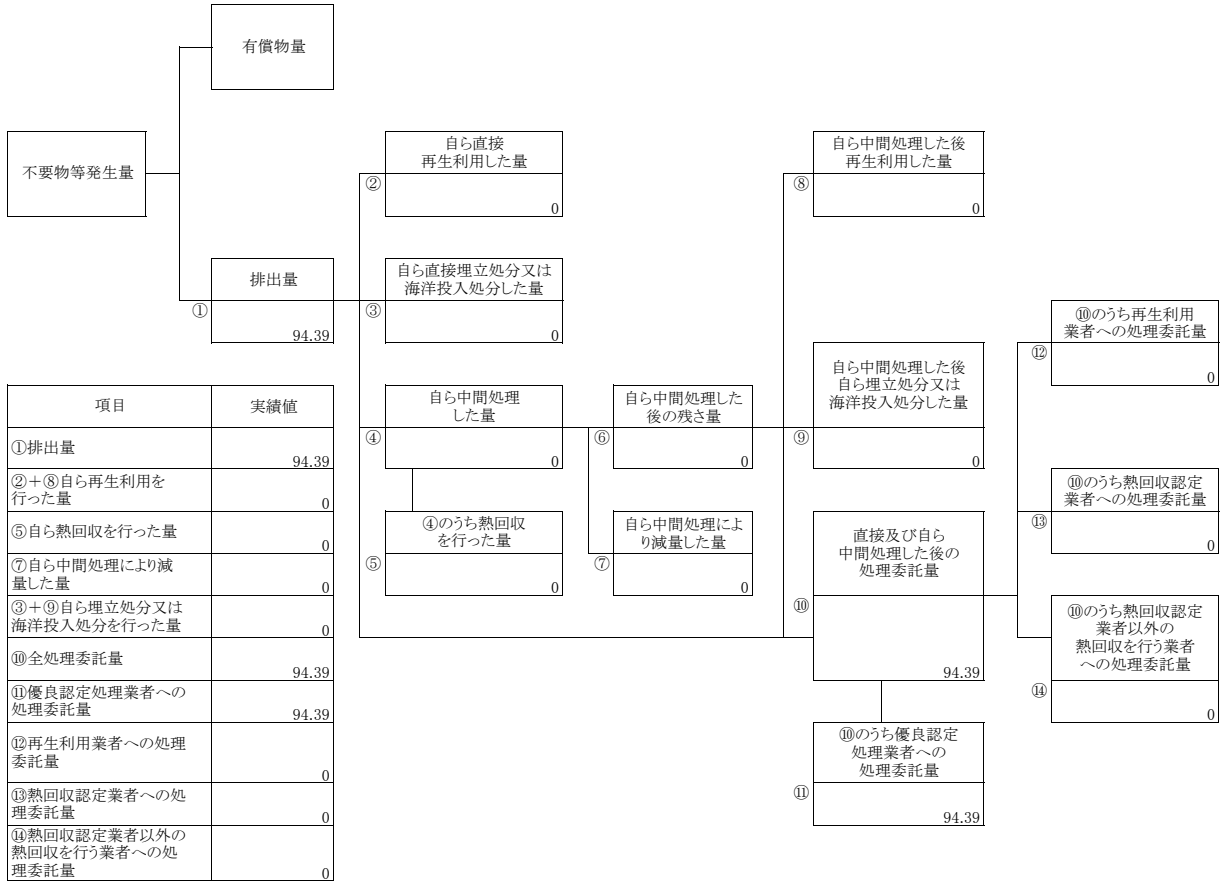 有償物量
不要物等発生量
自ら直接
再生利用した量
②
0
自ら中間処理した後
再生利用した量
⑧
0
排出量
①
94.39
自ら直接埋立処分又は
海洋投入処分した量
③
0
⑩のうち再生利用
業者への処理委託量
⑫
0
自ら中間処理した後
自ら埋立処分又は
海洋投入処分した量
⑨
0
自ら中間処理
した量
④
0
自ら中間処理した
後の残さ量
⑥
0
⑩のうち熱回収認定
業者への処理委託量
⑬
0
④のうち熱回収
を行った量
⑤
0
自ら中間処理によ
り減量した量
⑦
0
直接及び自ら
中間処理した後の
処理委託量
⑩
94.39
⑩のうち熱回収認定
業者以外の
熱回収を行う業者
への処理委託量
⑭
0
⑩のうち優良認定
処理業者への
処理委託量
⑪
94.39
項目
実績値
①排出量
94.39
②+⑧自ら再生利用を
行った量
0
⑤自ら熱回収を行った量
0
⑦自ら中間処理により減
量した量
0
③+⑨自ら埋立処分又は
海洋投入処分を行った量
0
⑩全処理委託量
94.39
⑪優良認定処理業者への
処理委託量
94.39
⑫再生利用業者への処理
委託量
0
⑬熱回収認定業者への処
理委託量
0
⑭熱回収認定業者以外の
熱回収を行う業者への処
理委託量
0